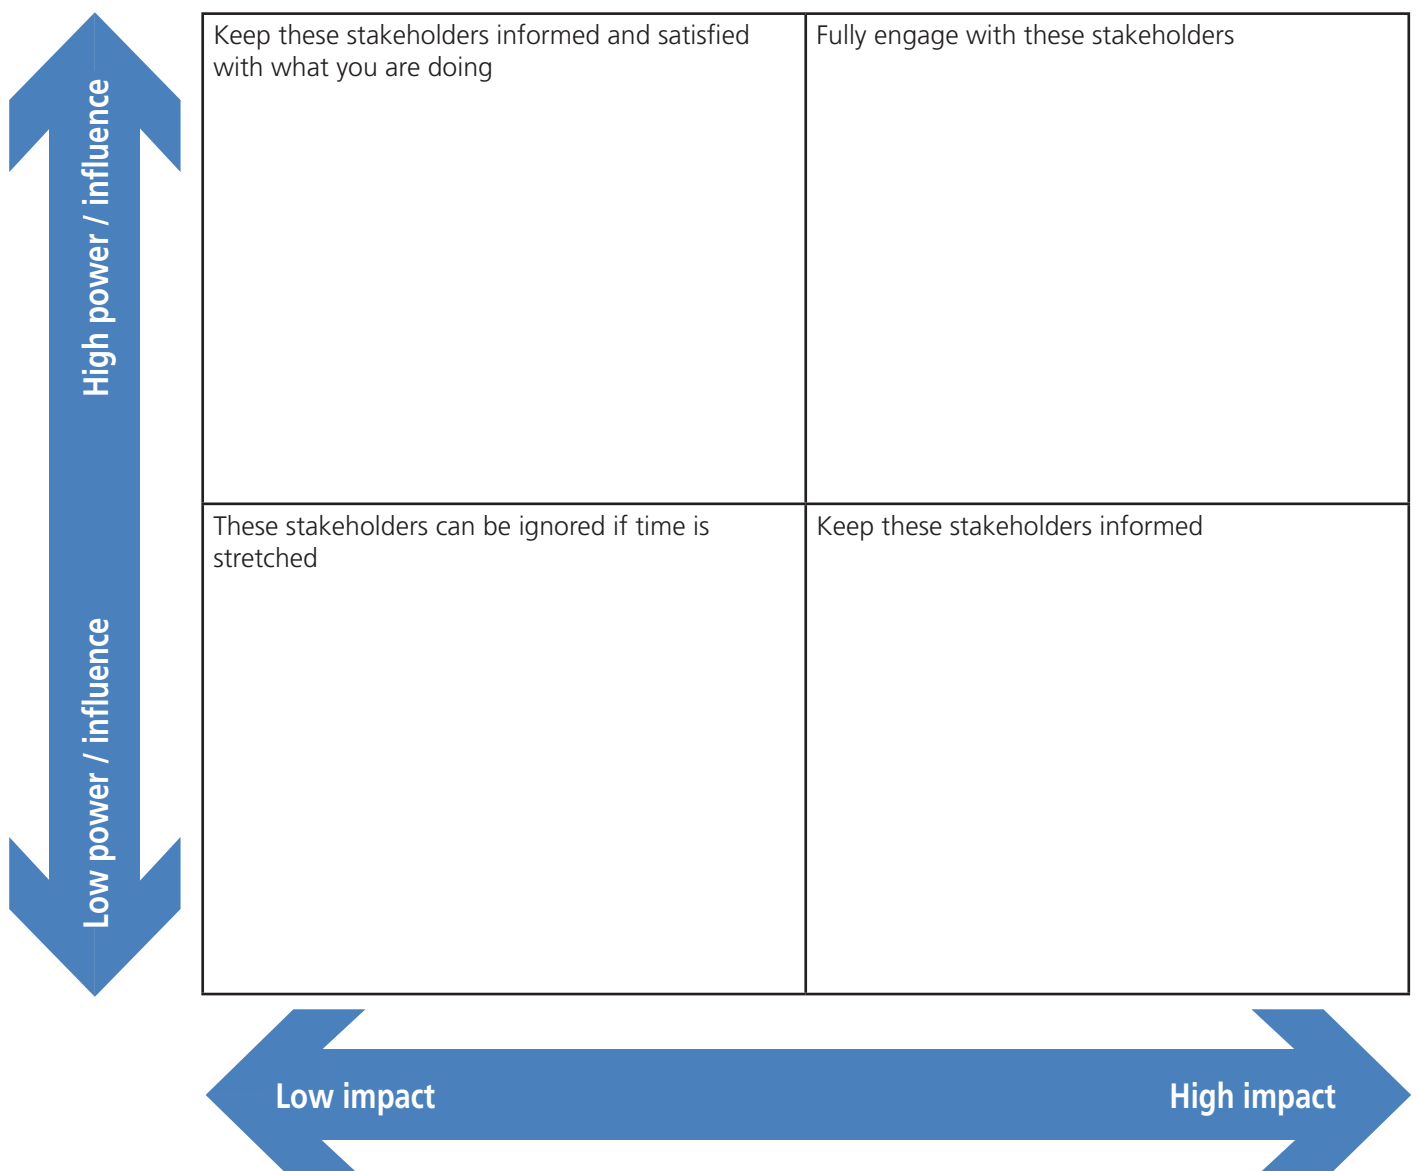 High power / influence
Low power / influence
Keep these stakeholders informed and satisfied
with what you are doing
Fully engage with these stakeholders
These stakeholders can be ignored if time is
stretched
Keep these stakeholders informed
Low impact
High impact